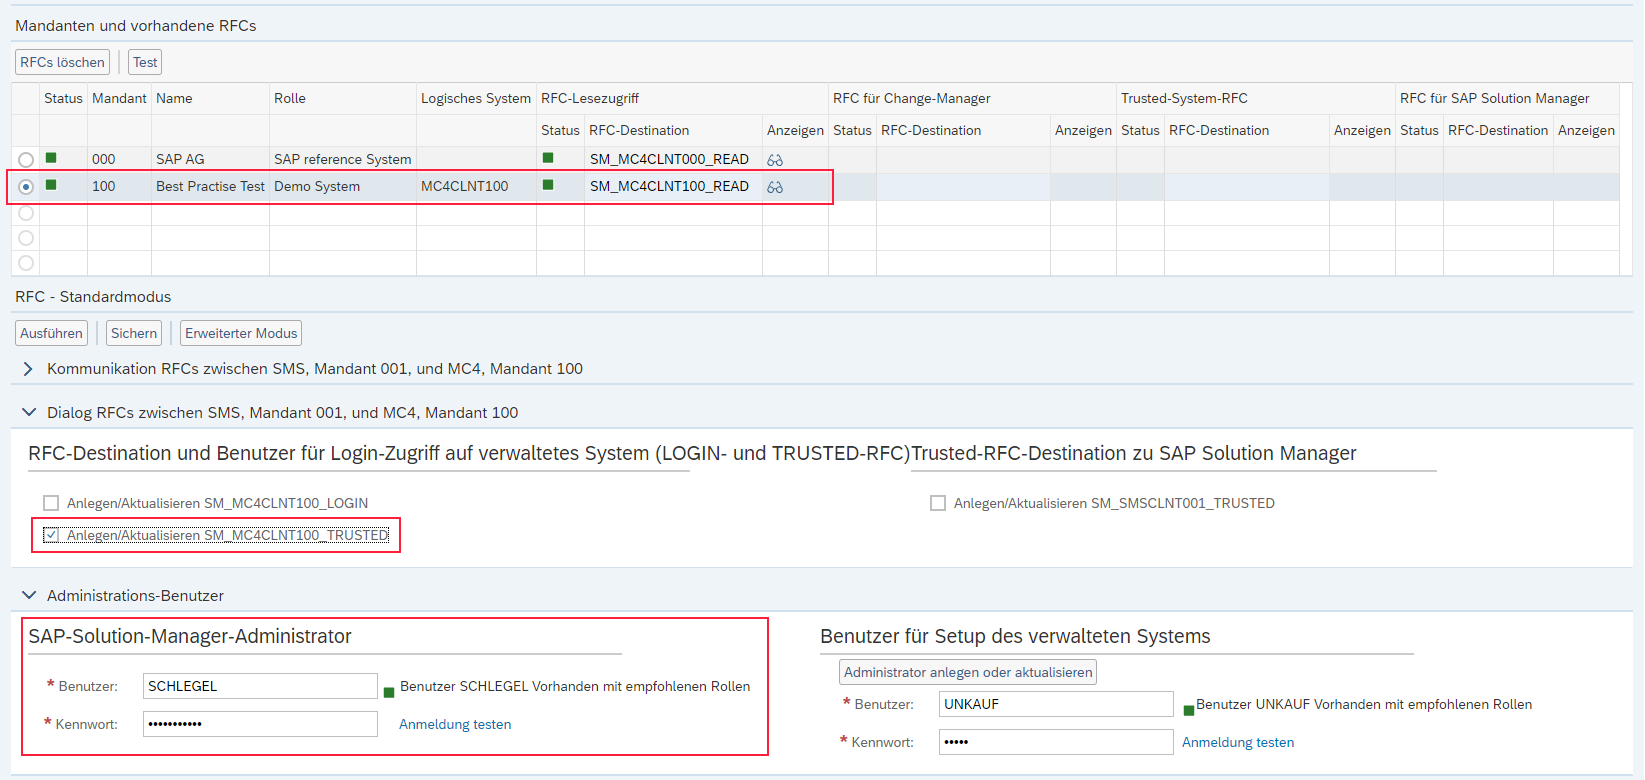 Mandanten und vorhandene RFCs
RFCs löschen Test
Status Mandant Name Rolle Logisches System RFC-Lesezugriff RFC für Change-Manager Trusted-System-RFC RFC für SAP Solution Manager
Status RFC-Destination Anzeigen Status RFC-Destination Anzeigen Status RFC-Destination Anzeigen Status RFC-Destination Anzeigen
000 SAP AG SAP reference System SM_MC4CLNT000_READ
100 Best Practise Test Demo System MC4CLNT100 SM_MC4CLNT100_READ
RFC - Standardmodus
Ausführen Sichern Erweiterter Modus
Kommunikation RFCs zwischen SMS, Mandant 001, und MC4, Mandant 100
Dialog RFCs zwischen SMS, Mandant 001, und MC4, Mandant 100
RFC-Destination und Benutzer für Login-Zugriff auf verwaltetes System (LOGIN- und TRUSTED-RFC)
Anlegen/Aktualisieren SM_MC4CLNT100_LOGIN
Anlegen/Aktualisieren SM_MC4CLNT100_TRUSTED
Trusted-RFC-Destination zu SAP Solution Manager
Anlegen/Aktualisieren SM_SMSCLNT001_TRUSTED
Administrations-Benutzer
SAP-Solution-Manager-Administrator
* Benutzer: SCHLEGEL Benutzer SCHLEGEL Vorhanden mit empfohlenen Rollen
* Kennwort: ••••••••••• Anmeldung testen
Benutzer für Setup des verwalteten Systems
Administrator anlegen oder aktualisieren
* Benutzer: UNKAUF Benutzer UNKAUF Vorhanden mit empfohlenen Rollen
* Kennwort: ••••• Anmeldung testen